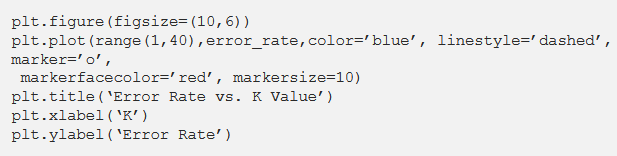 plt.figure(figsize=(10,6))
plt.plot(range(1,40),error_rate,color=’blue’, linestyle=’dashed’,
marker=’o’,
 markerfacecolor=’red’, markersize=10)
plt.title(‘Error Rate vs. K Value’)
plt.xlabel(‘K’)
plt.ylabel(‘Error Rate’)